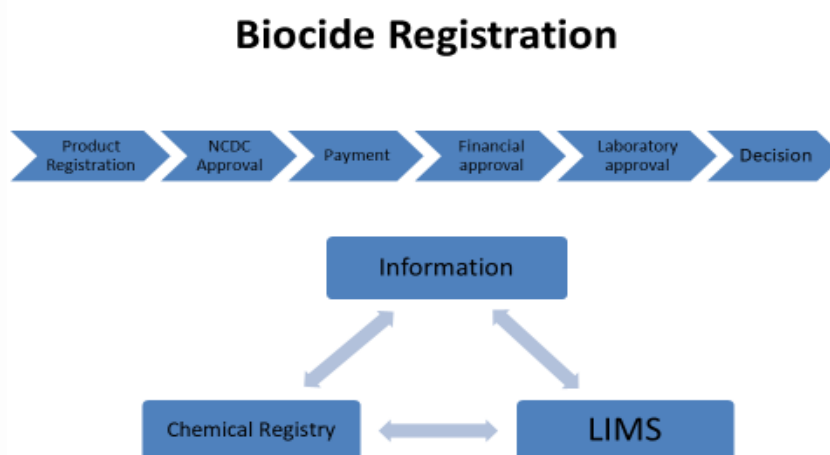 Biocide Registration
Product
Registration
NCDC
Approval
Payment
Financial
approval
Laboratory
approval
Decision
Information
Chemical Registry
LIMS